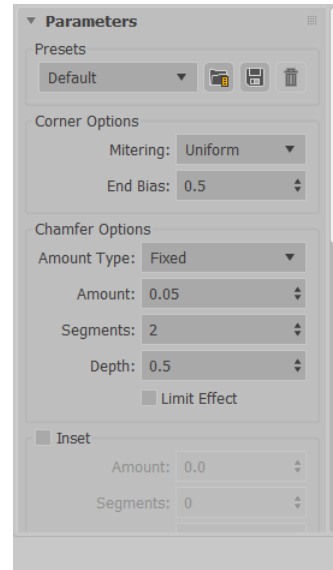 Parameters
Presets
Default
Corner Options
Mitering: Uniform
End Bias: 0.5
Chamfer Options
Amount Type: Fixed
Amount: 0.05
Segments: 2
Depth: 0.5
Limit Effect
Inset
Amount: 0.0
Segments: 0